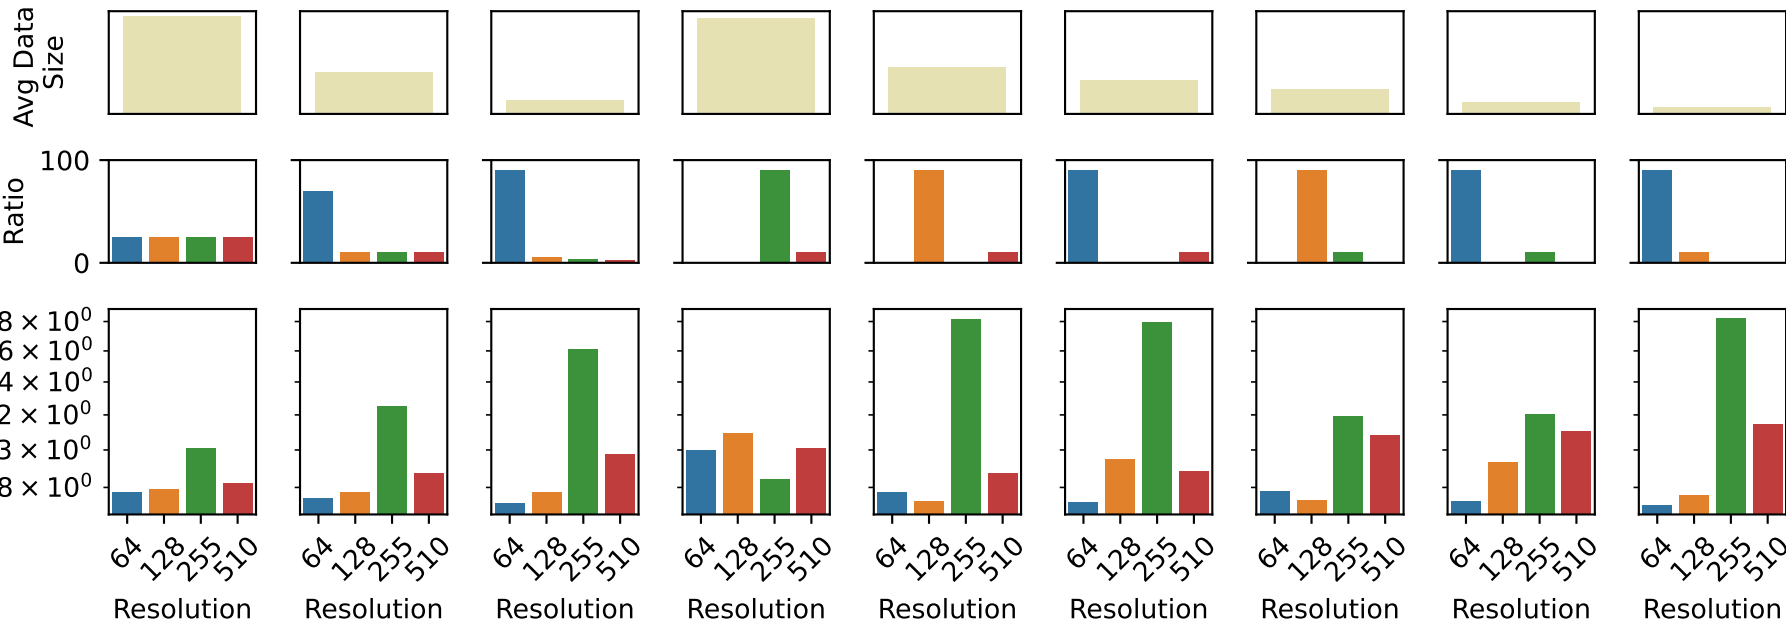 Avg Data
Size
Ratio
100
0
8 × 10⁰
6 × 10⁰
4 × 10⁰
2 × 10⁰
3 × 10⁰
8 × 10⁰
64 128 255 510
64 128 255 510
64 128 255 510
64 128 255 510
64 128 255 510
64 128 255 510
64 128 255 510
64 128 255 510
64 128 255 510
Resolution Resolution Resolution Resolution Resolution Resolution Resolution Resolution Resolution